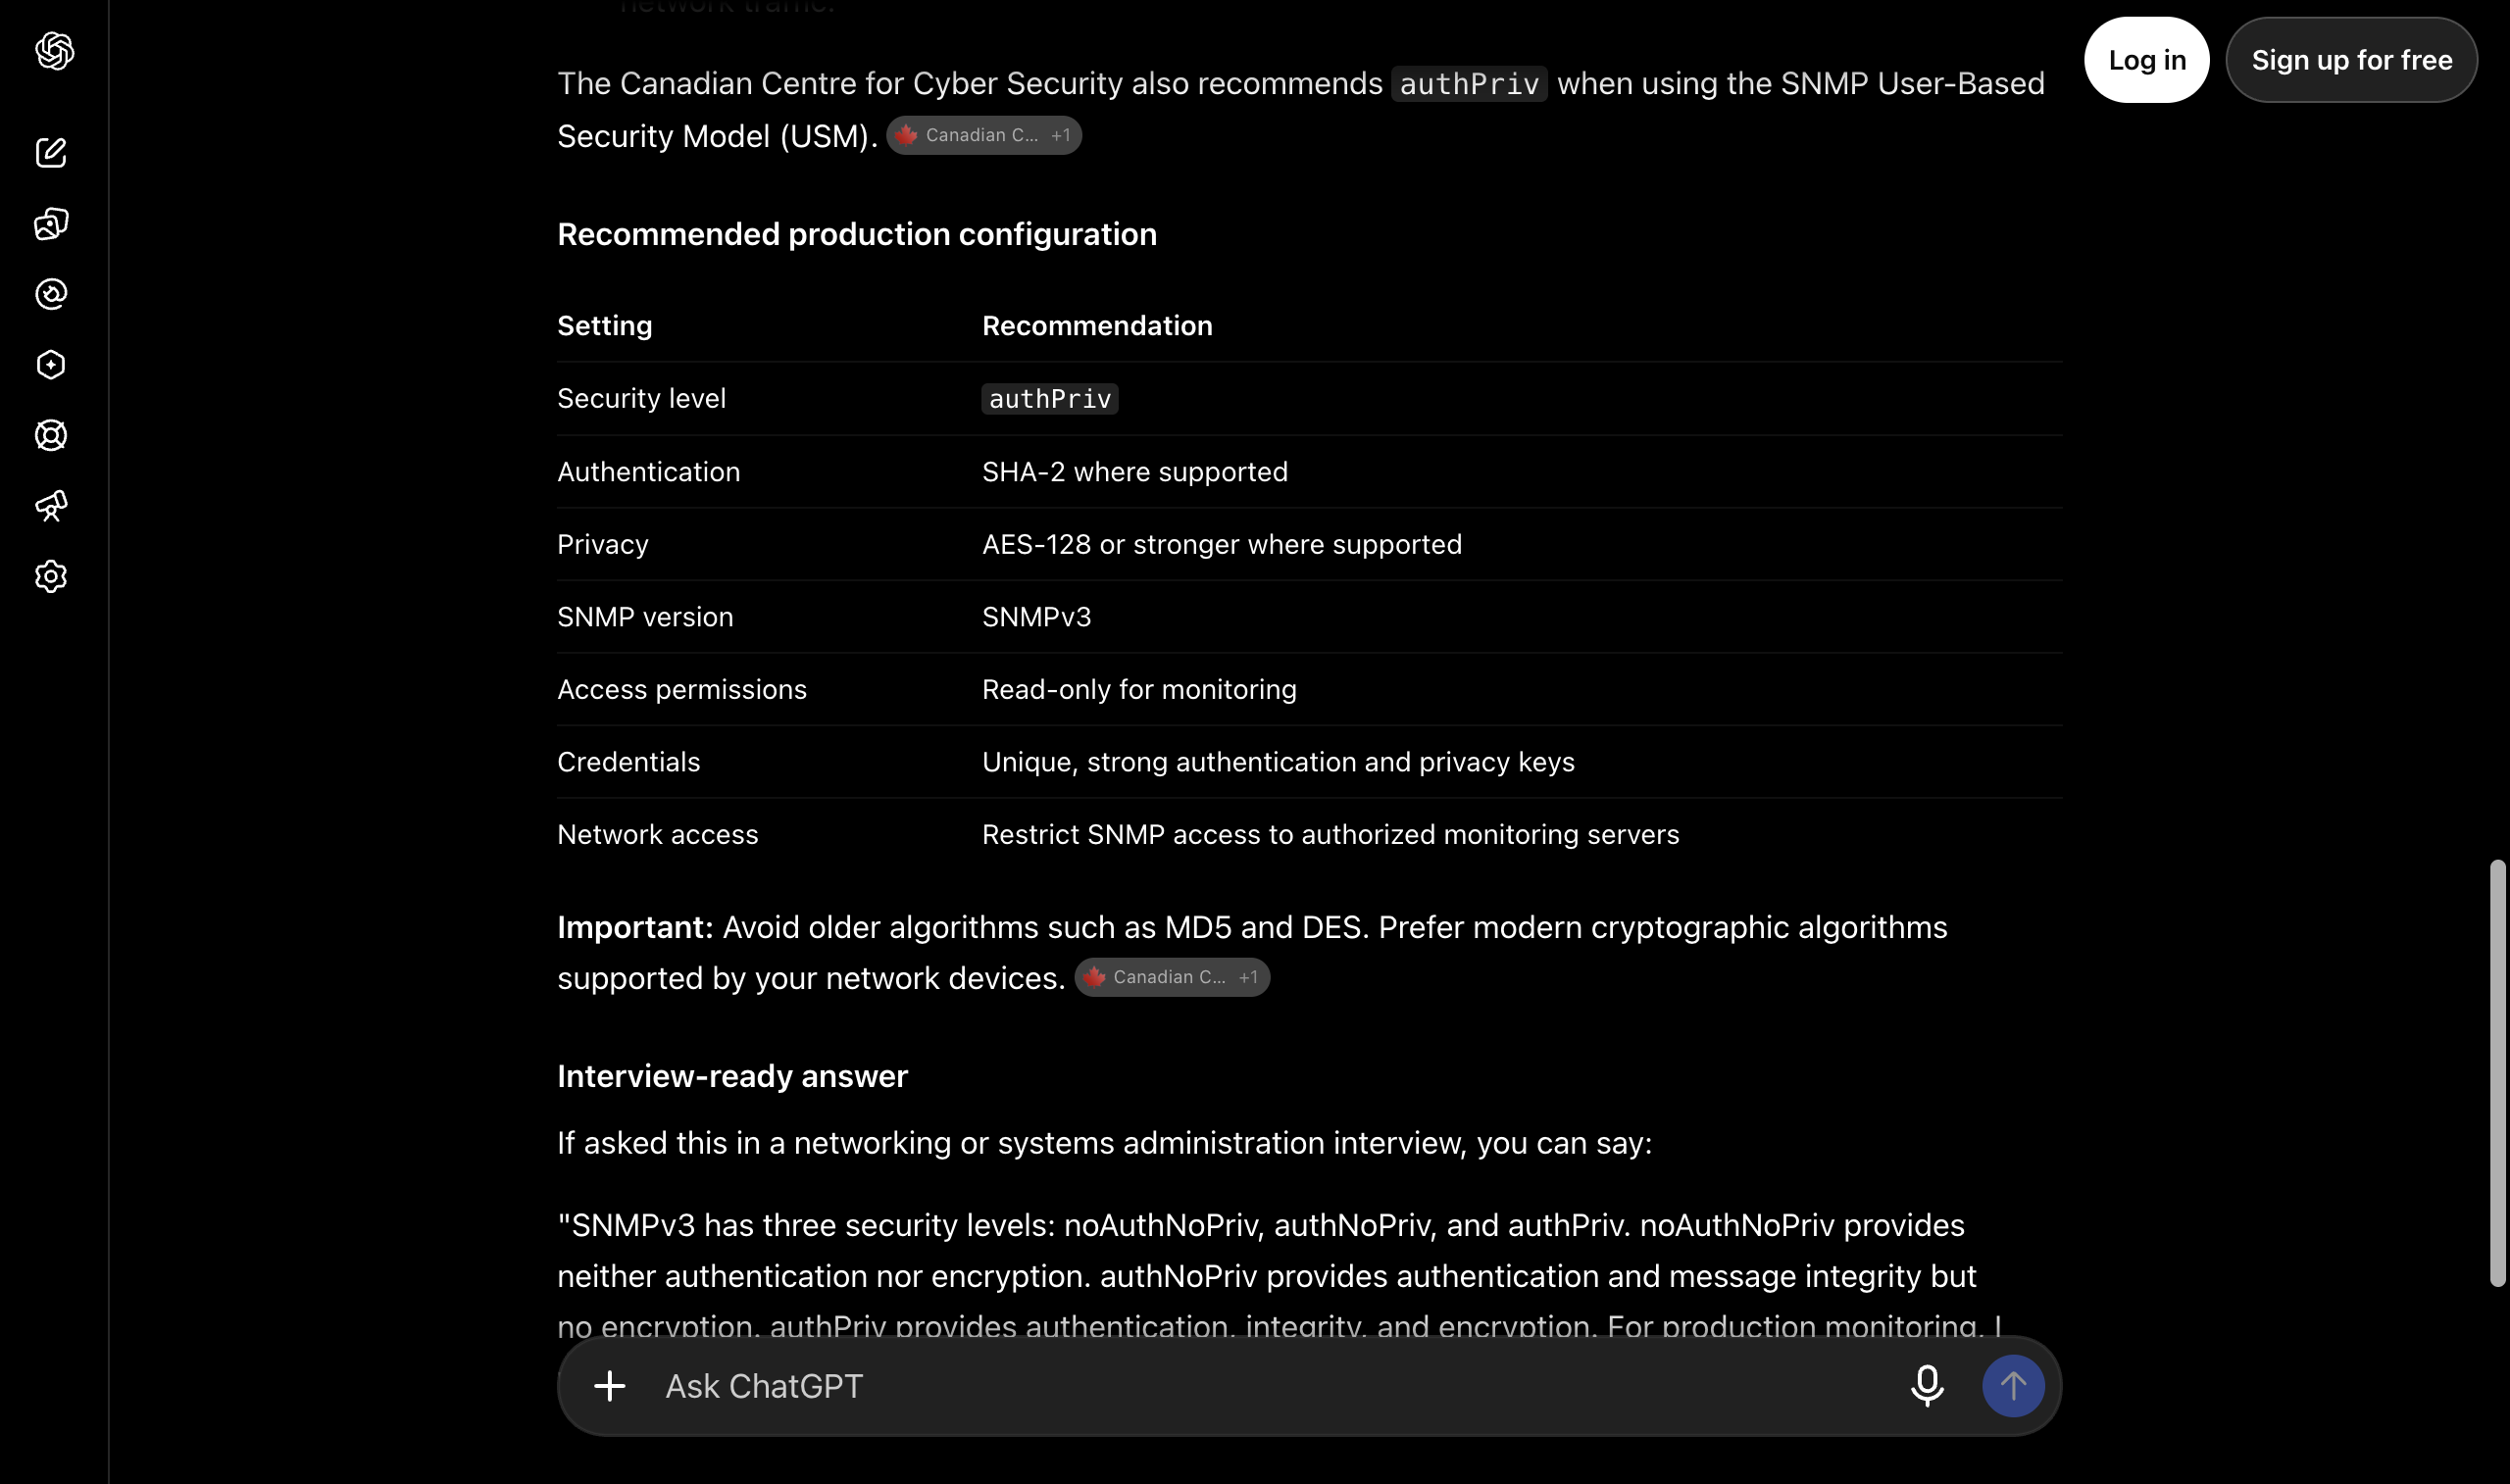 network traffic.
Log in
Sign up for free
The Canadian Centre for Cyber Security also recommends authPriv when using the SNMP User-Based
Security Model (USM). Canadian C... +1
Recommended production configuration
Setting Recommendation
Security level authPriv
Authentication SHA-2 where supported
Privacy AES-128 or stronger where supported
SNMP version SNMPv3
Access permissions Read-only for monitoring
Credentials Unique, strong authentication and privacy keys
Network access Restrict SNMP access to authorized monitoring servers
Important: Avoid older algorithms such as MD5 and DES. Prefer modern cryptographic algorithms
supported by your network devices. Canadian C... +1
Interview-ready answer
If asked this in a networking or systems administration interview, you can say:
"SNMPv3 has three security levels: noAuthNoPriv, authNoPriv, and authPriv. noAuthNoPriv provides
neither authentication nor encryption. authNoPriv provides authentication and message integrity but
no encryption. authPriv provides authentication, integrity, and encryption. For production monitoring, I
Ask ChatGPT